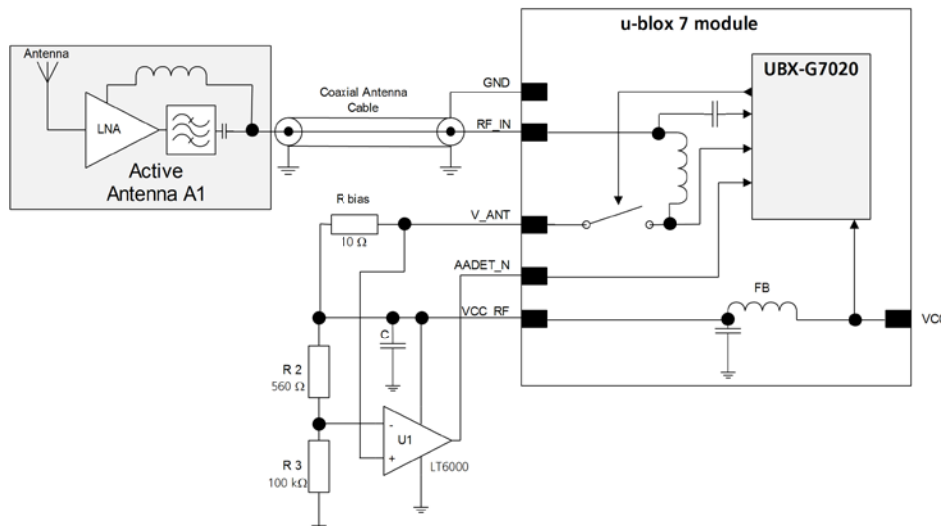 u-blox 7 module
UBX-G7020
Antenna
LNA
Active
Antenna A1
Coaxial Antenna
Cable
GND
RF_IN
R bias
10 Ω
V_ANT
AADET_N
VCC_RF
FB
VCC
C
R 2
560 Ω
R 3
100 kΩ
-
U1
+
LT6000